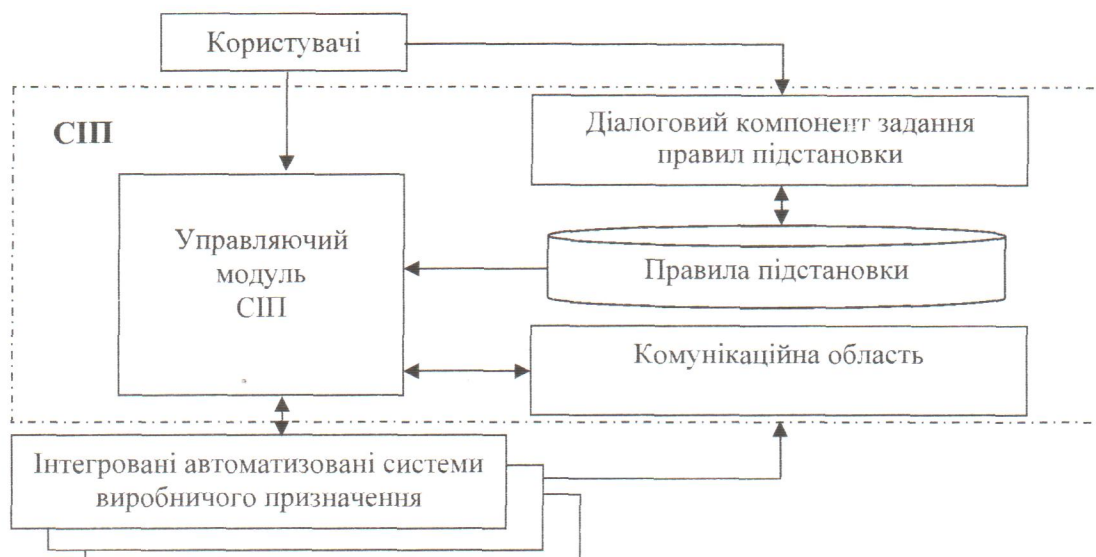 Користувачі
СІП
Діалоговий компонент задання
правил підстановки
Управляючий
модуль
СІП
Правила підстановки
Комунікаційна область
Інтегровані автоматизовані системи
виробничого призначення